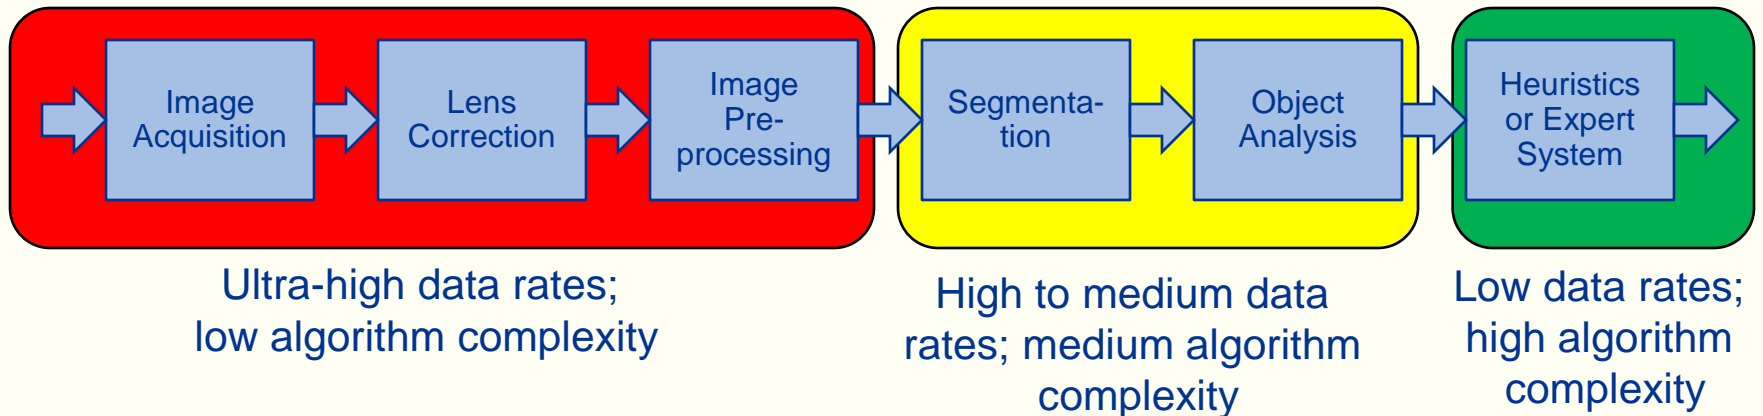 Image
Acquisition
Lens
Correction
Image
Pre-
processing
Segmenta-
tion
Object
Analysis
Heuristics
or Expert
System
Ultra-high data rates;
low algorithm complexity
High to medium data
rates; medium algorithm
complexity
Low data rates;
high algorithm
complexity